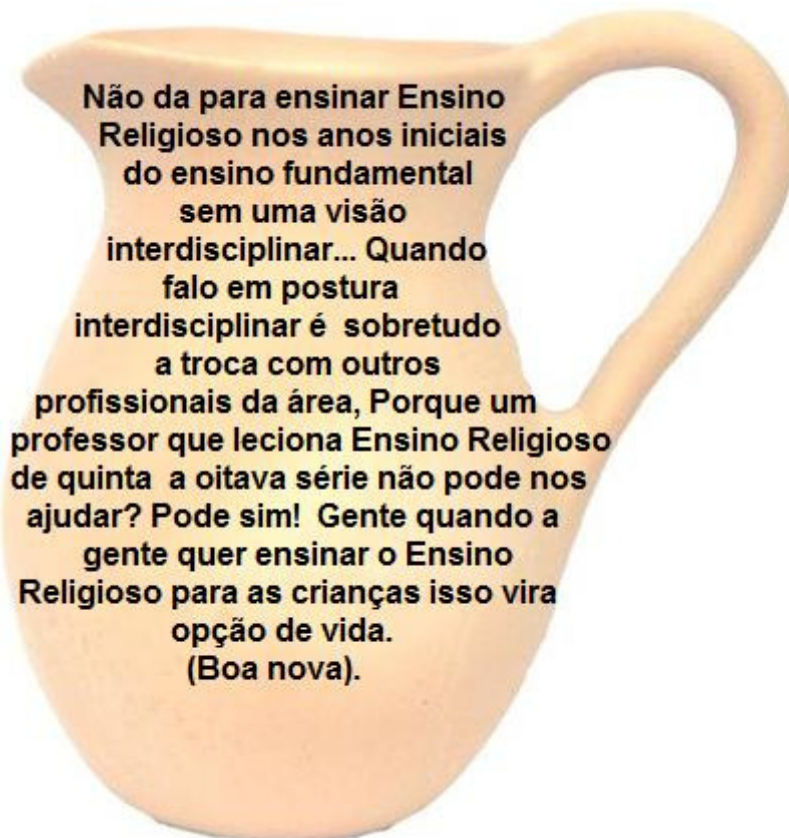 Não da para ensinar Ensino
Religioso nos anos iniciais
do ensino fundamental
sem uma visão
interdisciplinar... Quando
falo em postura
interdisciplinar é sobretudo
a troca com outros
profissionais da área, Porque um
professor que leciona Ensino Religioso
de quinta a oitava série não pode nos
ajudar? Pode sim! Gente quando a
gente quer ensinar o Ensino
Religioso para as crianças isso vira
opção de vida.
(Boa nova).